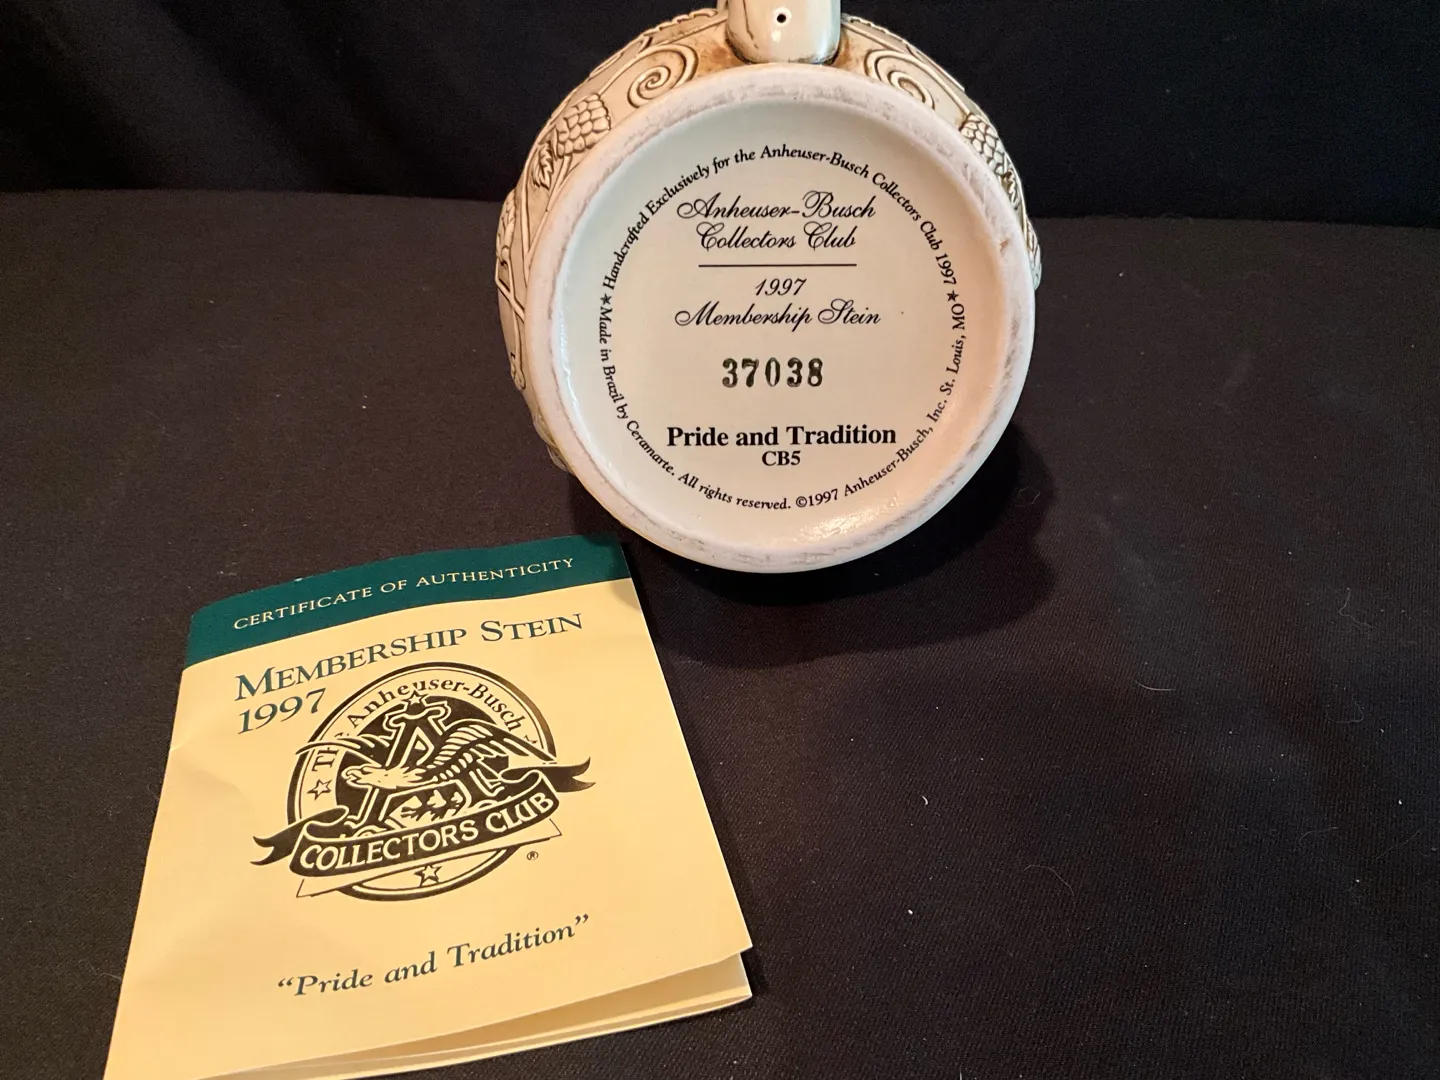 ★ Handcrafted Exclusively for the Anheuser-Busch Collectors Club 1997 ★
Anheuser-Busch
Collectors Club
1997
Membership Stein
37038
Pride and Tradition
CB5
Made in Brazil by Ceramarte. All rights reserved. ©1997 Anheuser-Busch, Inc. St. Louis, MO
CERTIFICATE OF AUTHENTICITY
MEMBERSHIP STEIN
1997
The Anheuser-Busch
COLLECTORS CLUB
®
"Pride and Tradition"